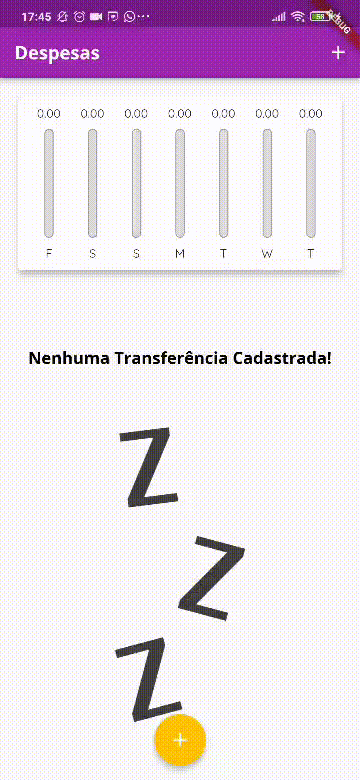 17:45
58
DEBUG
Despesas
0.00 0.00 0.00 0.00 0.00 0.00 0.00
F S S M T W T
Nenhuma Transferência Cadastrada!
Z
Z
Z